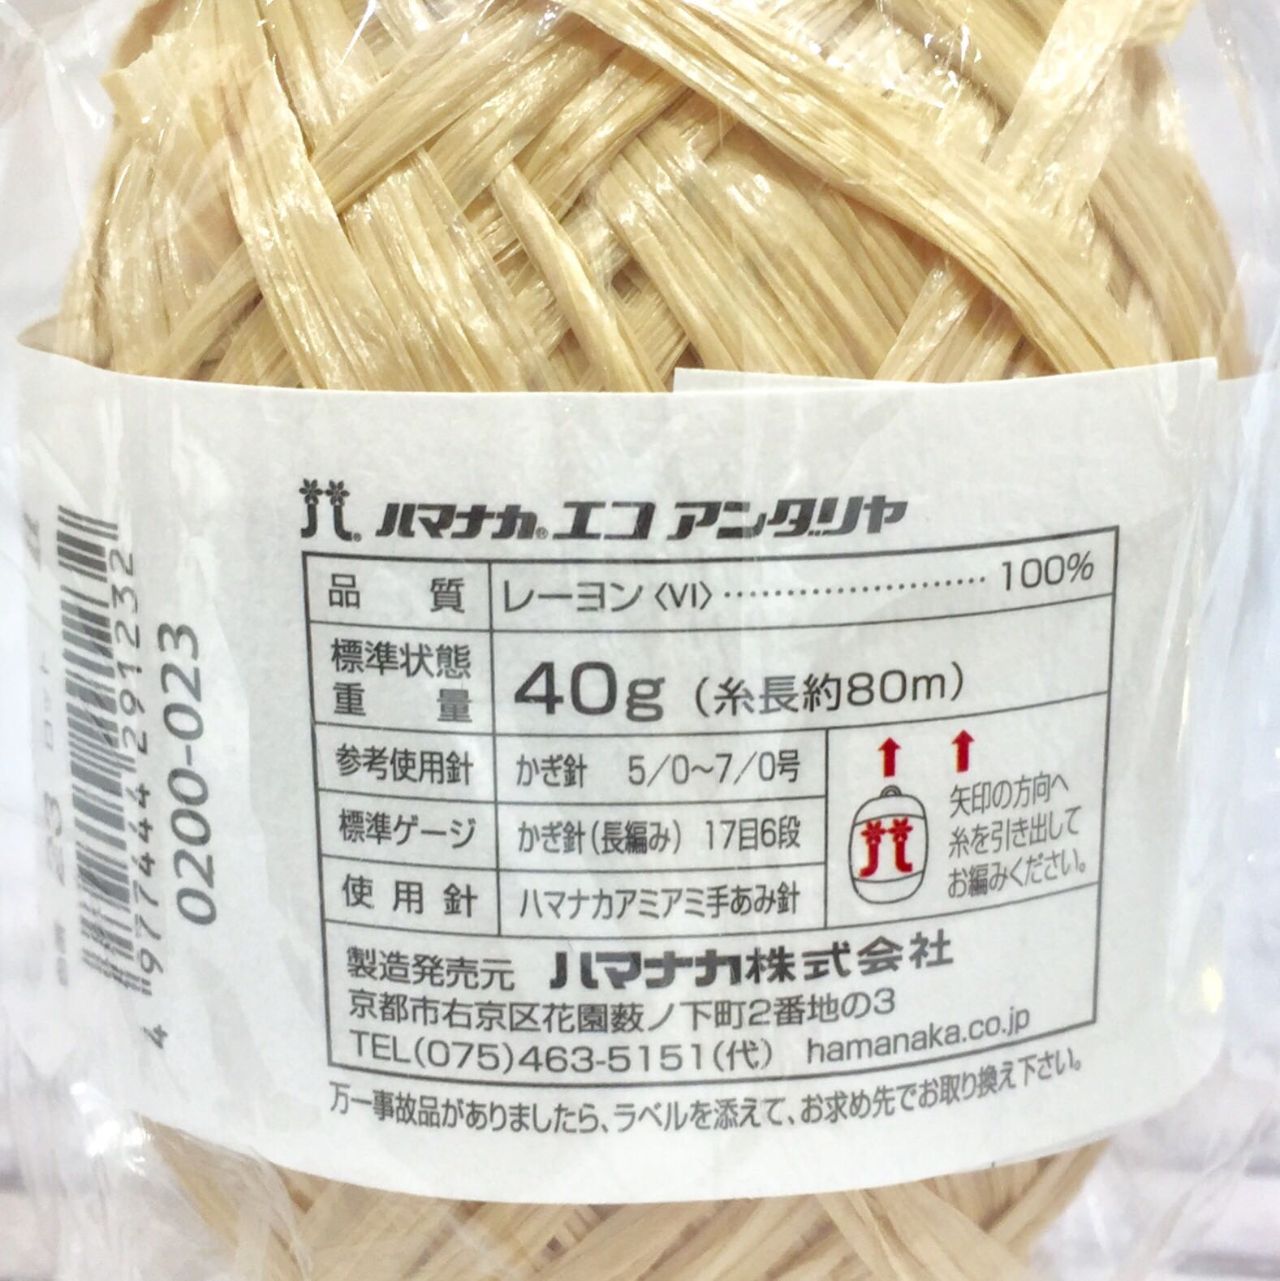 ハマナカ®エコ アンダリヤ
品質 レーヨン〈VI〉…………………… 100%
標準状態重量 40g（糸長約80m）
参考使用針 かぎ針 5/0～7/0号
標準ゲージ かぎ針（長編み） 17目6段
使用針 ハマナカアミアミ手あみ針
矢印の方向へ
糸を引き出して
お編みください。
製造発売元 ハマナカ株式会社
京都市右京区花園薮ノ下町2番地の3
TEL(075)463-5151(代) hamanaka.co.jp
万一事故品がありましたら、ラベルを添えて、お求め先でお取り換え下さい。
23 ロット
4 977444 291232
0200-023